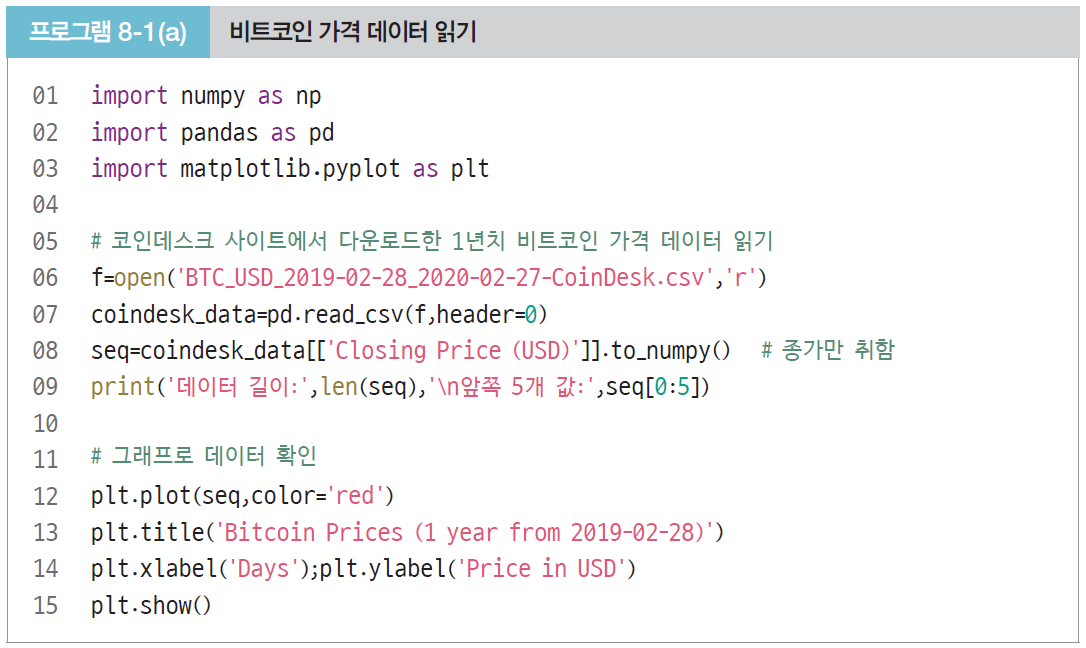 프로그램 8-1(a) 비트코인 가격 데이터 읽기
01 import numpy as np
02 import pandas as pd
03 import matplotlib.pyplot as plt
04
05 # 코인데스크 사이트에서 다운로드한 1년치 비트코인 가격 데이터 읽기
06 f=open('BTC_USD_2019-02-28_2020-02-27-CoinDesk.csv','r')
07 coindesk_data=pd.read_csv(f,header=0)
08 seq=coindesk_data[['Closing Price (USD)']].to_numpy() # 종가만 취함
09 print('데이터 길이:',len(seq),'\n앞쪽 5개 값:',seq[0:5])
10
11 # 그래프로 데이터 확인
12 plt.plot(seq,color='red')
13 plt.title('Bitcoin Prices (1 year from 2019-02-28)')
14 plt.xlabel('Days');plt.ylabel('Price in USD')
15 plt.show()